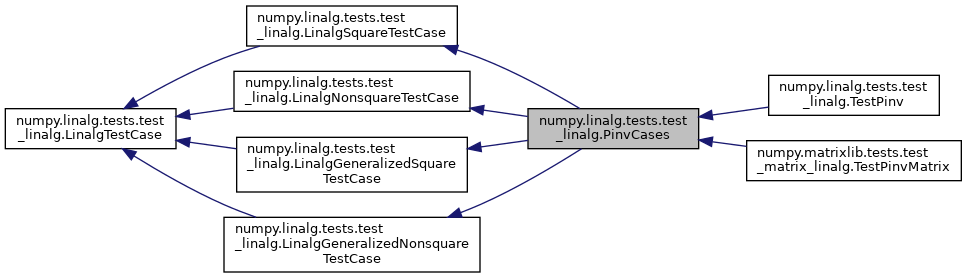 numpy.linalg.tests.test
_linalg.LinalgSquareTestCase
numpy.linalg.tests.test
_linalg.LinalgNonsquareTestCase
numpy.linalg.tests.test
_linalg.LinalgTestCase
numpy.linalg.tests.test
_linalg.LinalgGeneralizedSquare
TestCase
numpy.linalg.tests.test
_linalg.LinalgGeneralizedNonsquare
TestCase
numpy.linalg.tests.test
_linalg.PinvCases
numpy.linalg.tests.test
_linalg.TestPinv
numpy.matrixlib.tests.test
_matrix_linalg.TestPinvMatrix